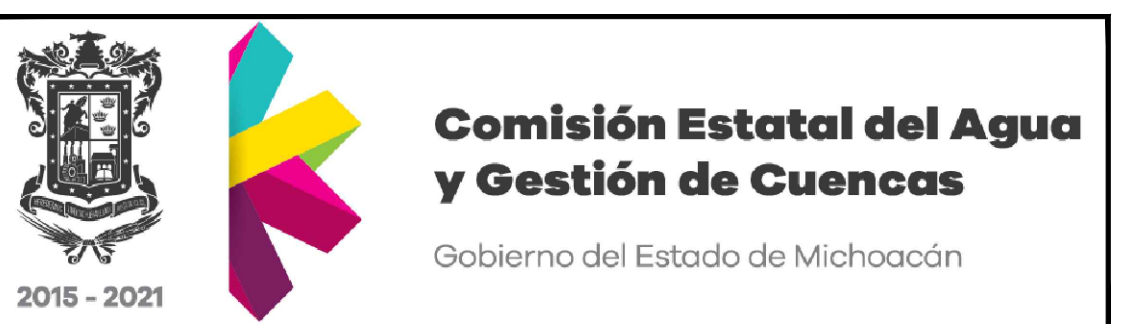 Comisión Estatal del Agua
y Gestión de Cuencas
Gobierno del Estado de Michoacán
2015 - 2021